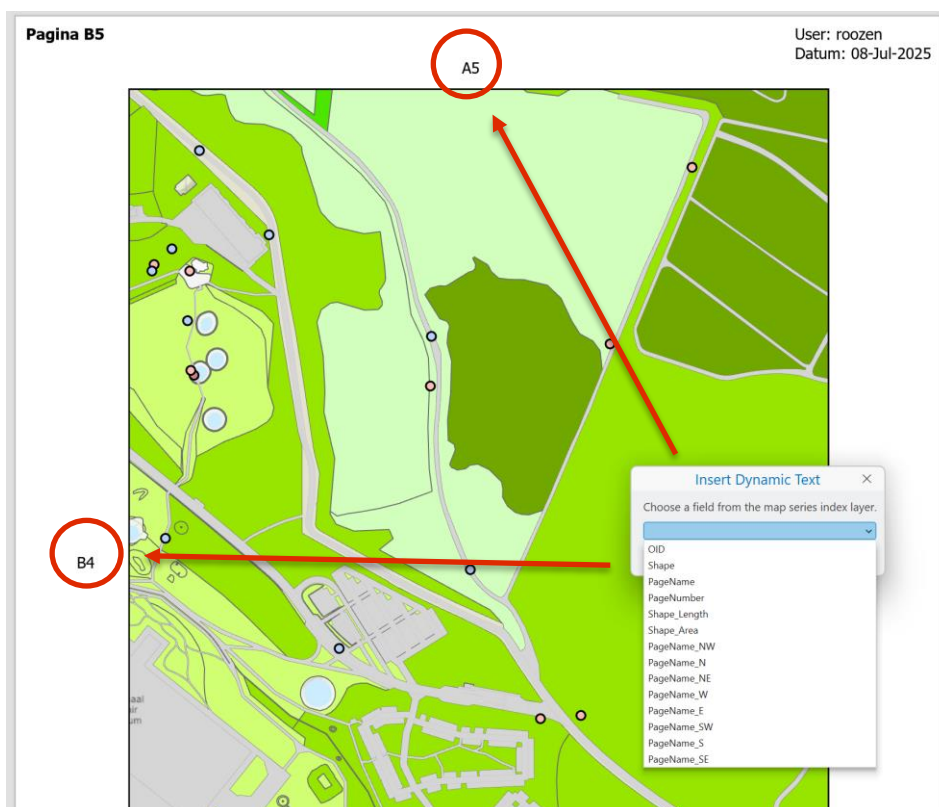 Pagina B5
User: roozen
Datum: 08-Jul-2025
A5
Insert Dynamic Text
Choose a field from the map series index layer.
OID
Shape
PageName
PageNumber
Shape_Length
Shape_Area
PageName_NW
PageName_N
PageName_NE
PageName_W
PageName_E
PageName_SW
PageName_S
PageName_SE
B4